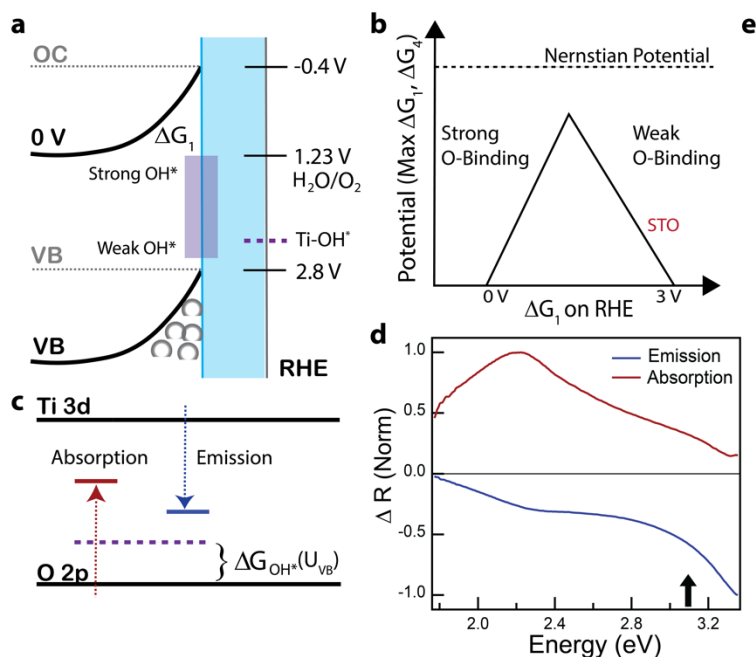 a
OC
-0.4 V
0 V
ΔG₁
Strong OH*
1.23 V
H₂O/O₂
Weak OH*
Ti-OH*
VB
2.8 V
VB
RHE
b
Potential (Max ΔG₁, ΔG₄)
Nernstian Potential
Strong
O-Binding
Weak
O-Binding
STO
0 V
3 V
ΔG₁ on RHE
e
c
Ti 3d
Absorption
Emission
ΔG_OH*(U_VB)
O 2p
d
Emission
Absorption
Δ R (Norm)
1.0
0.5
0.0
-0.5
-1.0
2.0
2.4
2.8
3.2
Energy (eV)